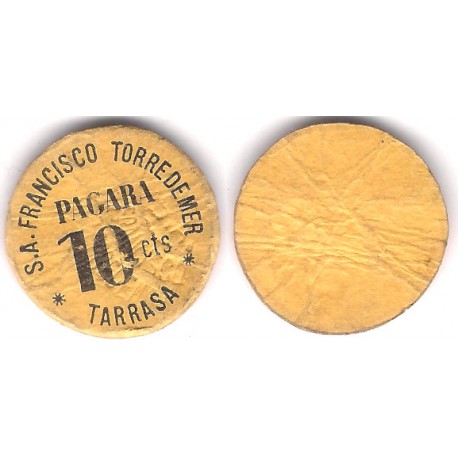 S.A. FRANCISCO TORREDEMER
PAGARA
10 cts
* TARRASA *